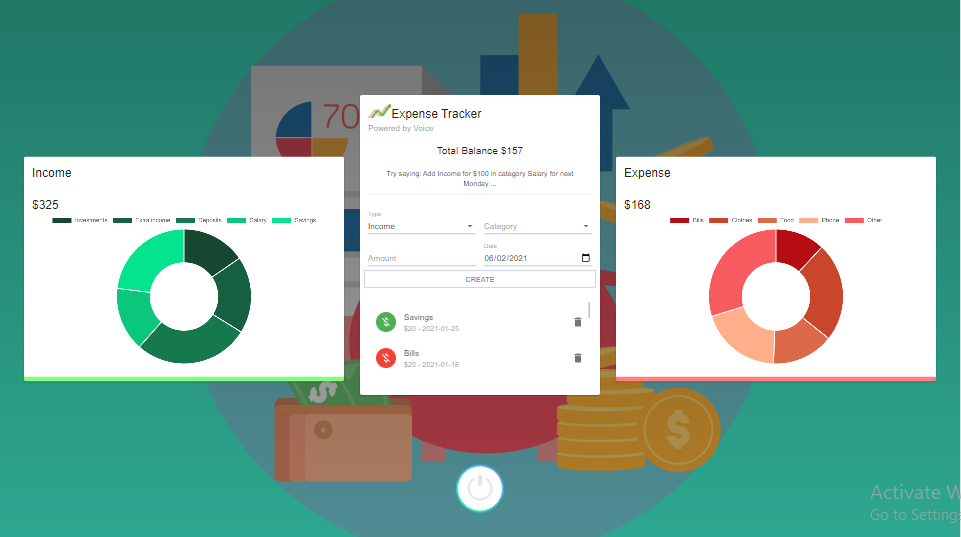 70
Expense Tracker
Powered by Voice
Total Balance $157
Try saying: Add Income for $100 in category Salary for next
Monday ...
Income
$325
Investments Extra income Deposits Salary Savings
Type
Income
Category
Amount
Date
06/02/2021
CREATE
Savings
$20 - 2021-01-25
Bills
$20 - 2021-01-18
Expense
$168
Bills Clothes Food Phone Other
$
$
Activate W
Go to Setting